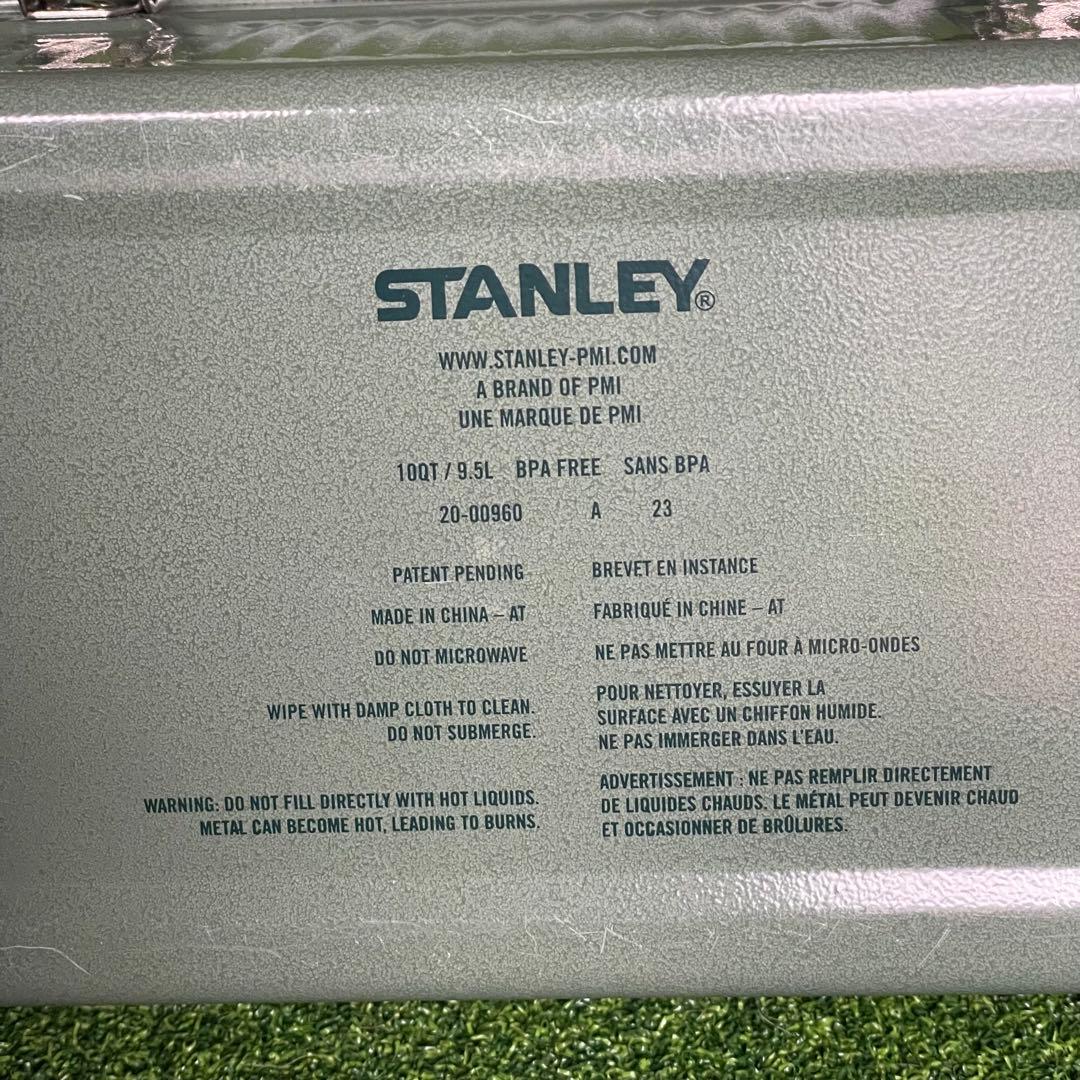 STANLEY®
WWW.STANLEY-PMI.COM
A BRAND OF PMI
UNE MARQUE DE PMI
10QT / 9.5L BPA FREE SANS BPA
20-00960 A 23
PATENT PENDING
MADE IN CHINA – AT
DO NOT MICROWAVE
WIPE WITH DAMP CLOTH TO CLEAN.
DO NOT SUBMERGE.
WARNING: DO NOT FILL DIRECTLY WITH HOT LIQUIDS.
METAL CAN BECOME HOT, LEADING TO BURNS.
BREVET EN INSTANCE
FABRIQUÉ IN CHINE – AT
NE PAS METTRE AU FOUR À MICRO-ONDES
POUR NETTOYER, ESSUYER LA
SURFACE AVEC UN CHIFFON HUMIDE.
NE PAS IMMERGER DANS L'EAU.
ADVERTISSEMENT : NE PAS REMPLIR DIRECTEMENT
DE LIQUIDES CHAUDS. LE MÉTAL PEUT DEVENIR CHAUD
ET OCCASIONNER DE BRÛLURES.